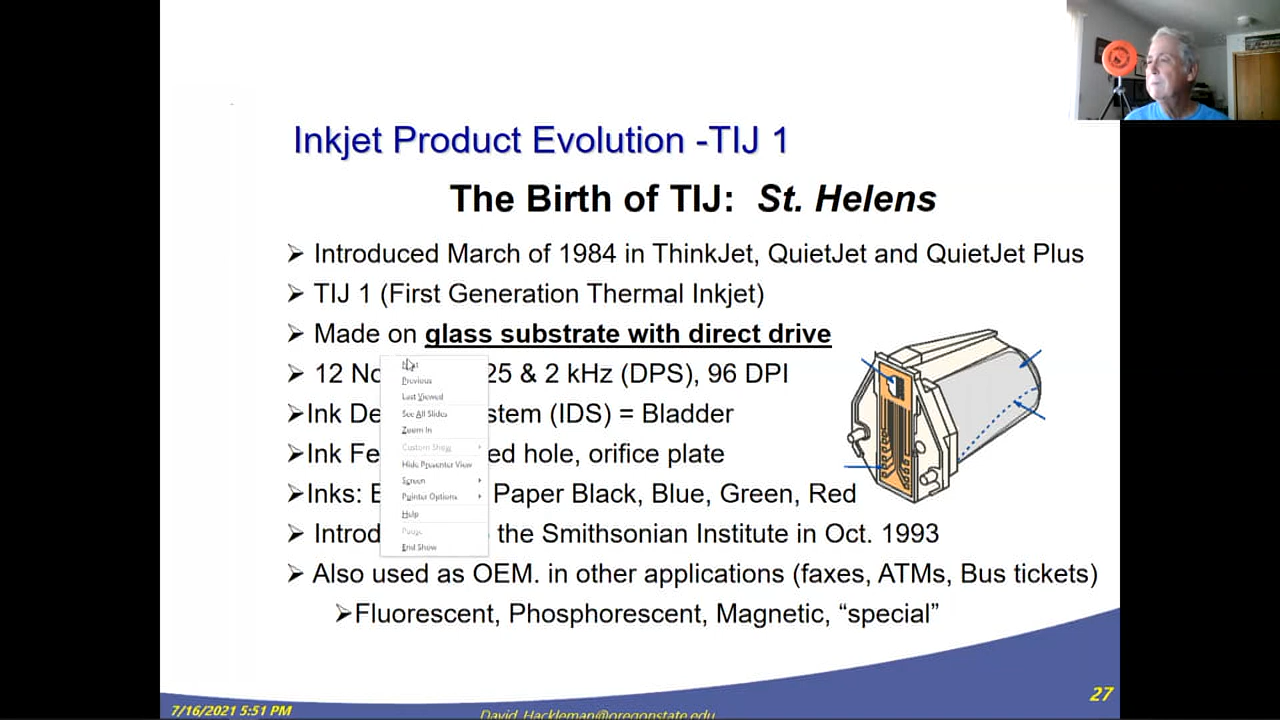 Inkjet Product Evolution -TIJ 1
The Birth of TIJ: St. Helens
Introduced March of 1984 in ThinkJet, QuietJet and QuietJet Plus
TIJ 1 (First Generation Thermal Inkjet)
Made on glass substrate with direct drive
12 No 25 & 2 kHz (DPS), 96 DPI
Ink De stem (IDS) = Bladder
Ink Fe ed hole, orifice plate
Inks: Paper Black, Blue, Green, Red
Introd the Smithsonian Institute in Oct. 1993
Also used as OEM. in other applications (faxes, ATMs, Bus tickets)
Fluorescent, Phosphorescent, Magnetic, “special”
Previous
Last Viewed
See All Slides
Zoom In
Custom Show
Hide Presenter View
Screen
Pointer Options
Help
Pause
End Show
7/16/2021 5:51 PM
David_Hackleman@oregonstate.edu
27